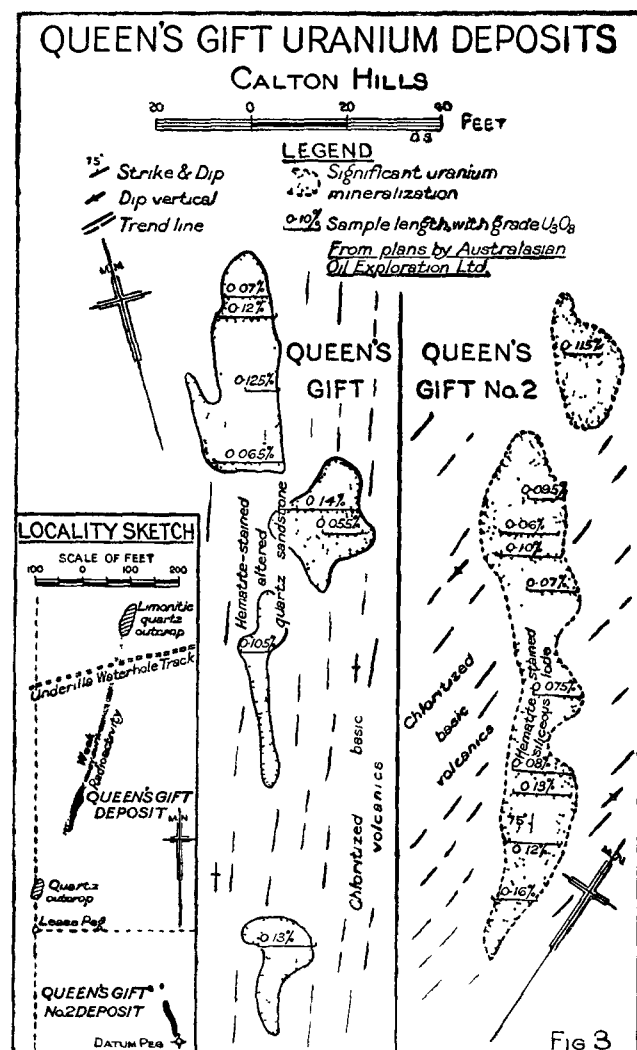 QUEEN'S GIFT URANIUM DEPOSITS
CALTON HILLS
20 0 20 40
FEET
LEGEND
75° Strike & Dip
Dip vertical
Trend line
Significant uranium
mineralization
0·10% Sample length, with grade U3O8
From plans by Australasian
Oil Exploration Ltd.
M N
QUEEN'S
GIFT
0·07%
0·12%
0·125%
0·065%
0·14%
0·055%
0·105%
0·13%
Hematite-stained
altered
quartz sandstone
Chloritized basic
volcanics
QUEEN'S
GIFT No.2
0·115%
0·095%
0·06%
0·10%
0·07%
0·075%
0·08%
0·13%
75°
0·12%
0·16%
Hematite-stained
siliceous lode
Chloritized
basic
volcanics
M N
LOCALITY SKETCH
SCALE OF FEET
100 0 100 200
Limonitic
quartz
outcrop
Underilla Waterhole Track
Weak
Radioactivity
QUEEN'S GIFT
DEPOSIT
M N
Quartz
outcrop
Lease Peg
QUEEN'S GIFT
No.2 DEPOSIT
DATUM PEG
FIG 3